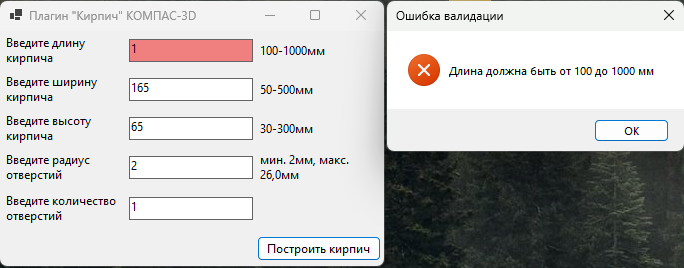 Плагин "Кирпич" КОМПАС-3D
Введите длину
кирпича
1
100-1000мм
Введите ширину
кирпича
165
50-500мм
Введите высоту
кирпича
65
30-300мм
Введите радиус
отверстий
2
мин. 2мм, макс.
26,0мм
Введите количество
отверстий
1
Построить кирпич
Ошибка валидации
Длина должна быть от 100 до 1000 мм
ОК